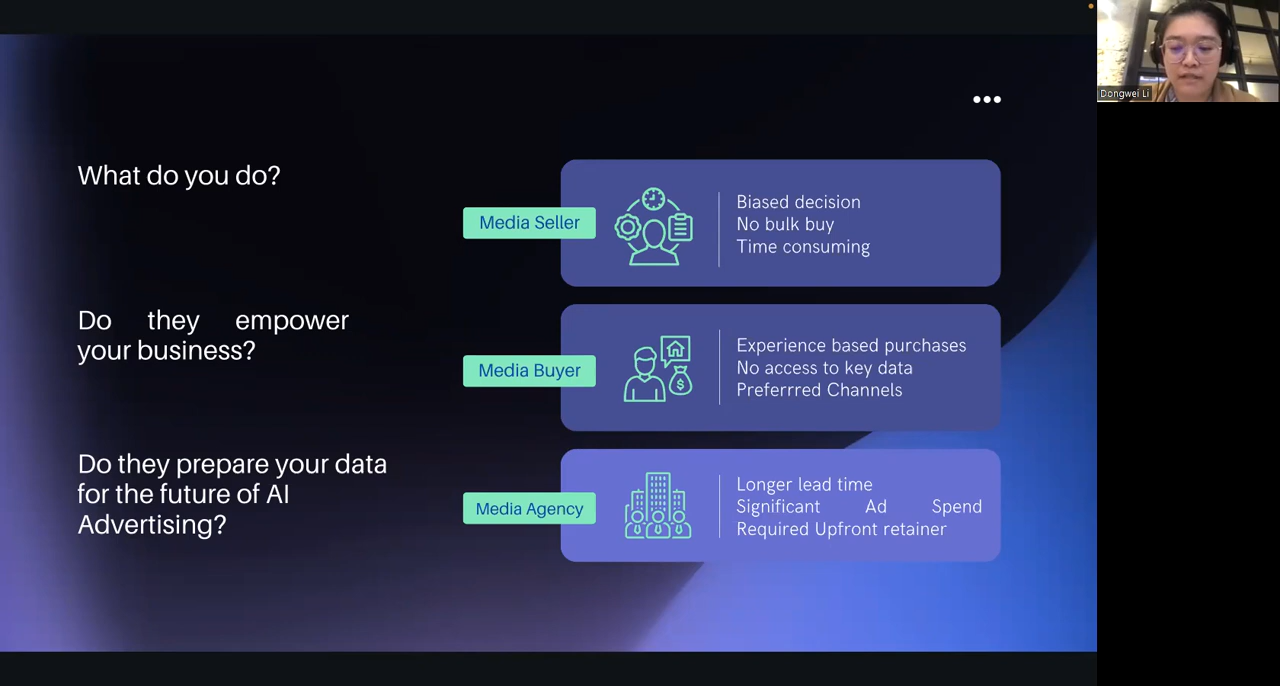 Dongwei Li
What do you do?
Do they empower
your business?
Do they prepare your data
for the future of AI
Advertising?
Media Seller
Biased decision
No bulk buy
Time consuming
Media Buyer
Experience based purchases
No access to key data
Preferrred Channels
Media Agency
Longer lead time
Significant Ad Spend
Required Upfront retainer